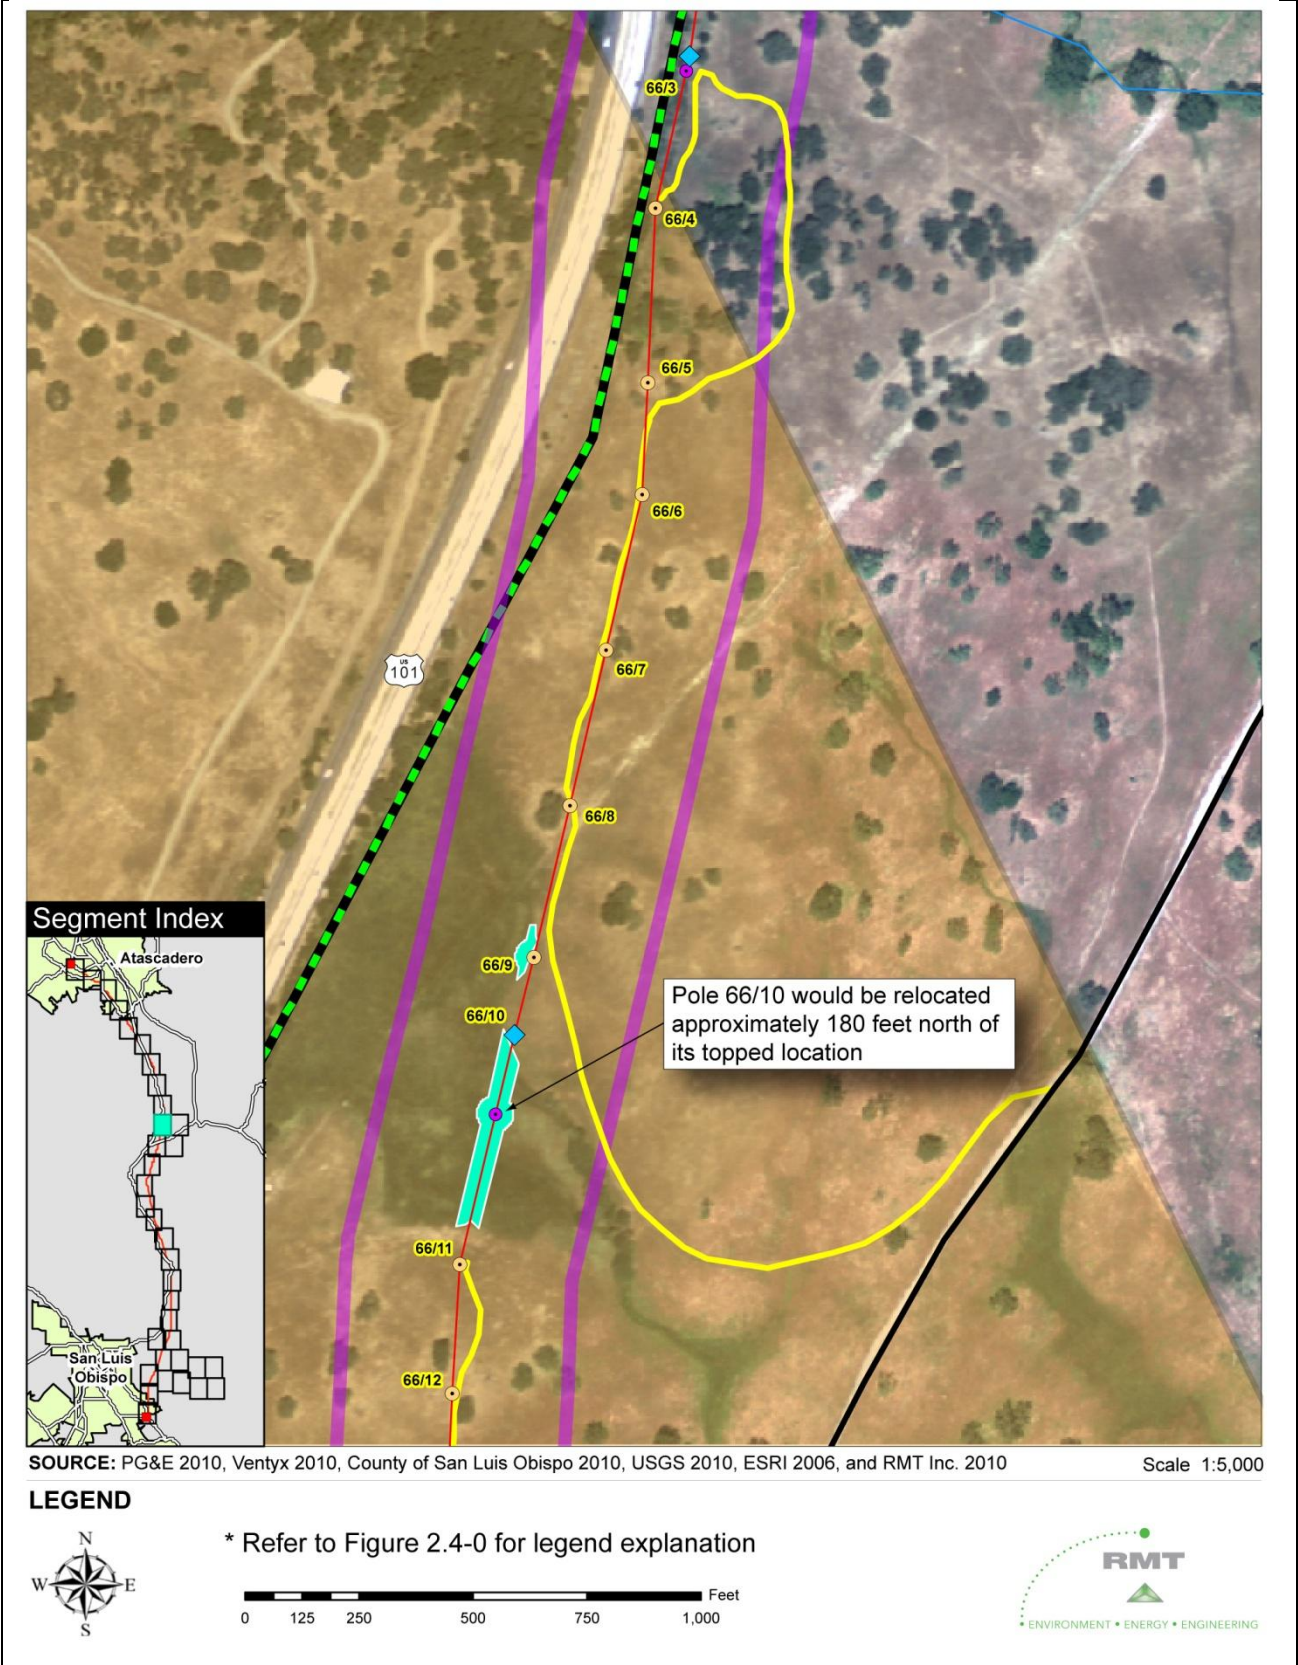 66/3
66/4
66/5
66/6
US
101
66/7
66/8
Segment Index
Atascadero
San Luis
Obispo
66/9
66/10
Pole 66/10 would be relocated
approximately 180 feet north of
its topped location
66/11
66/12
SOURCE: PG&E 2010, Ventyx 2010, County of San Luis Obispo 2010, USGS 2010, ESRI 2006, and RMT Inc. 2010
Scale 1:5,000
LEGEND
N
W E
S
* Refer to Figure 2.4-0 for legend explanation
Feet
0 125 250 500 750 1,000
RMT
• ENVIRONMENT • ENERGY • ENGINEERING